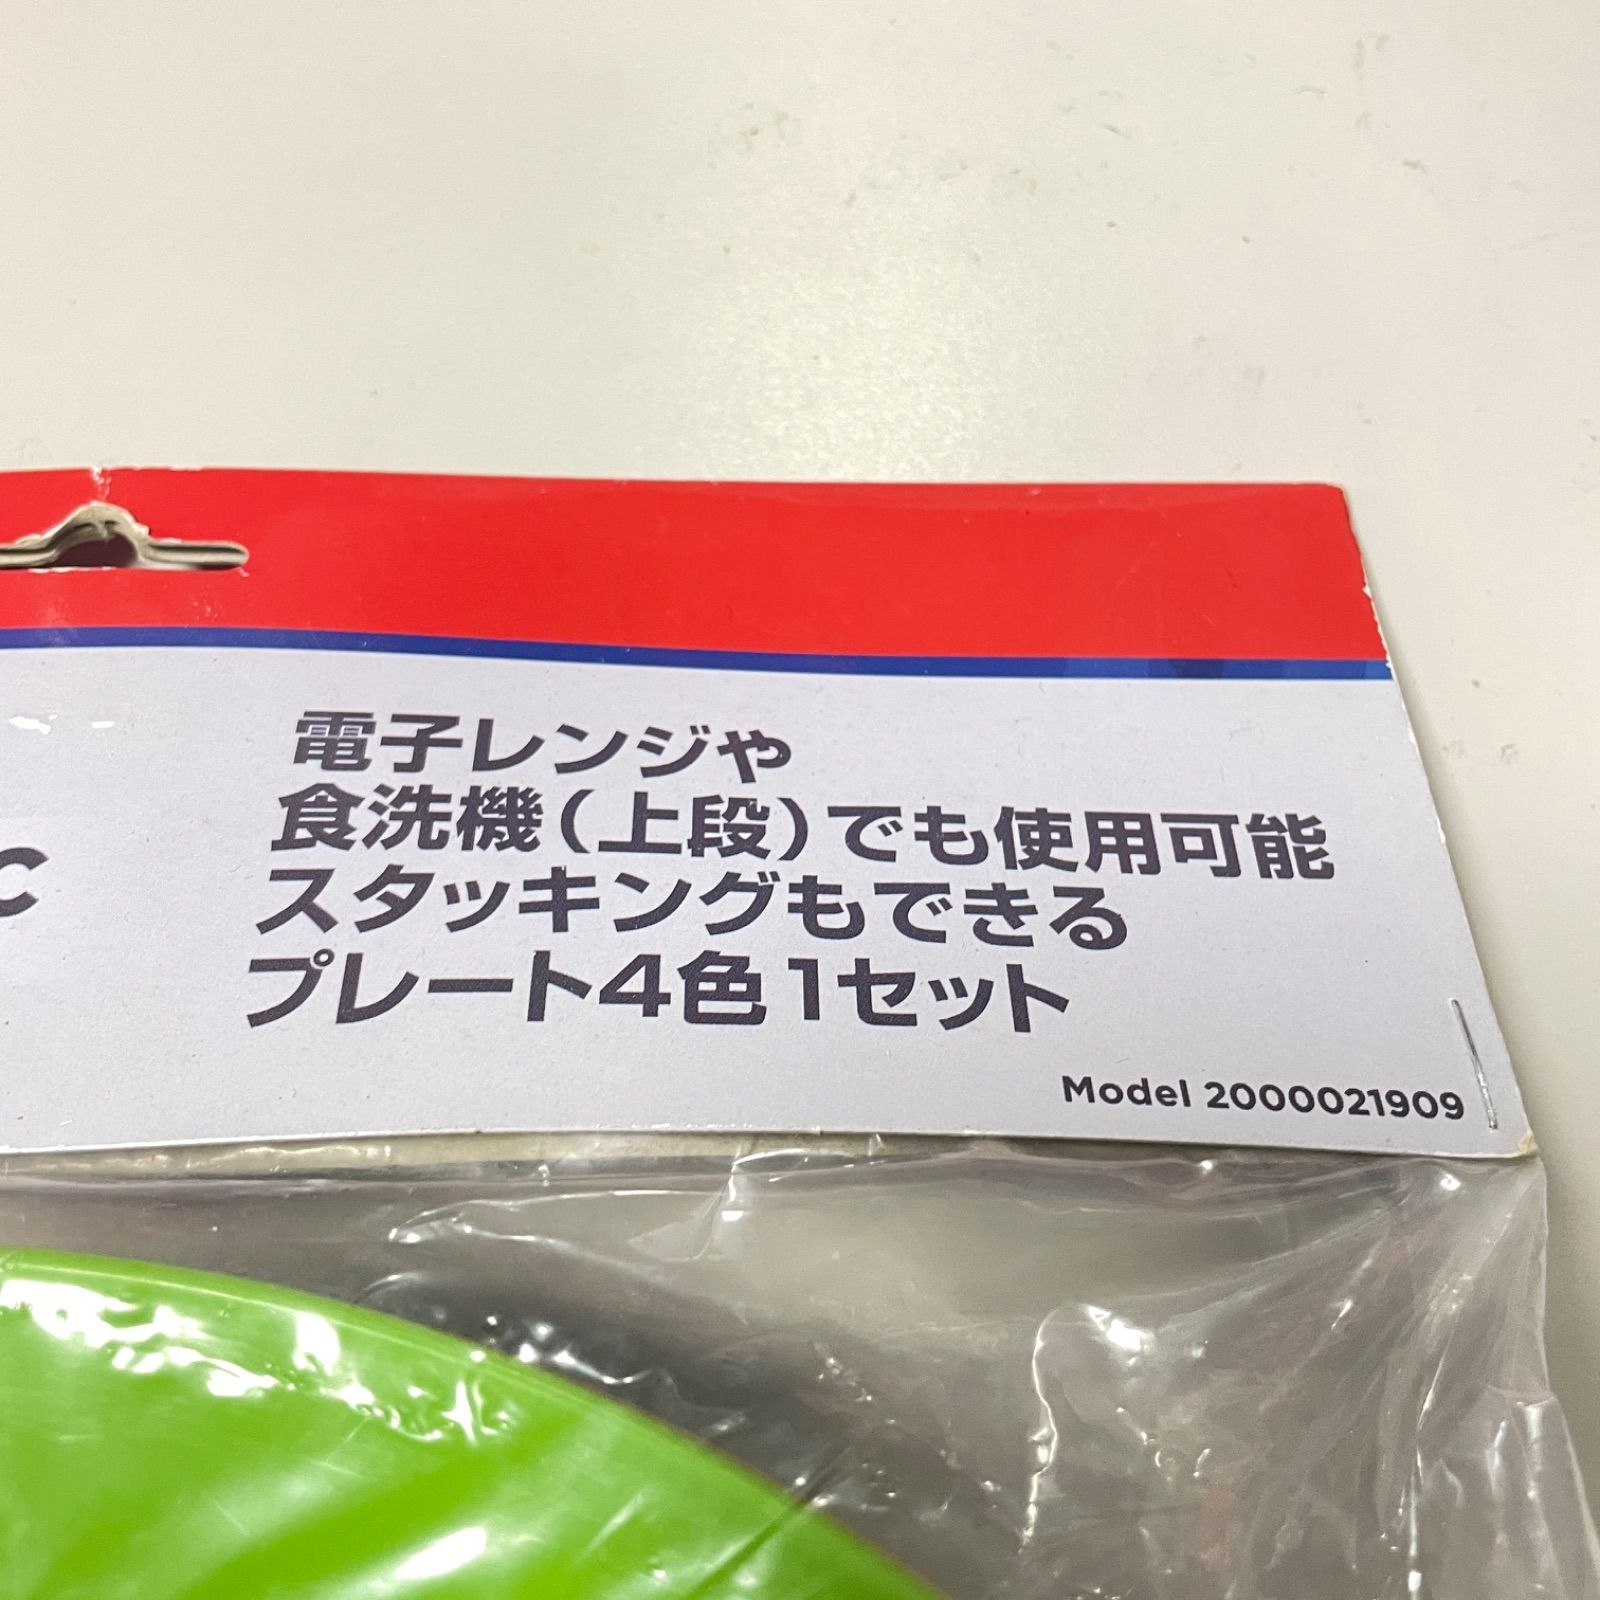 電子レンジや
食洗機(上段)でも使用可能
スタッキングもできる
プレート4色1セット
C
Model 2000021909